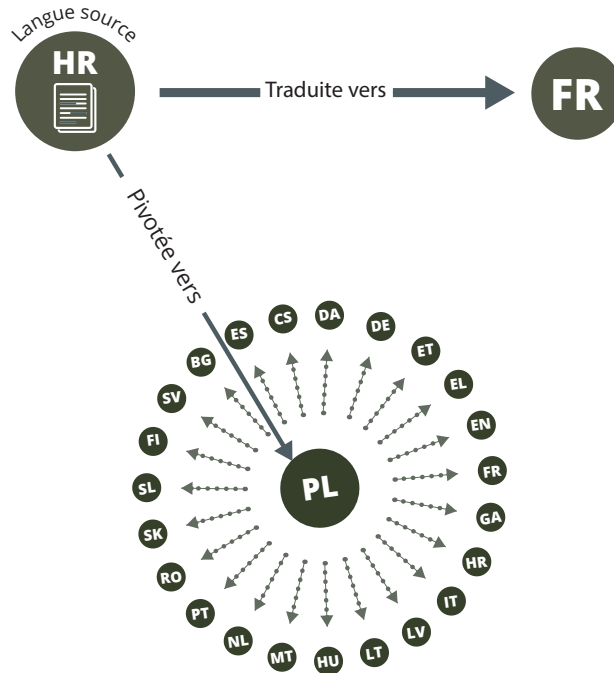 Langue source
HR
Traduite vers
FR
Pivotée vers
PL
DA
DE
ET
EL
EN
FR
GA
HR
IT
LV
LT
HU
MT
NL
PT
RO
SK
SL
FI
SV
BG
ES
CS